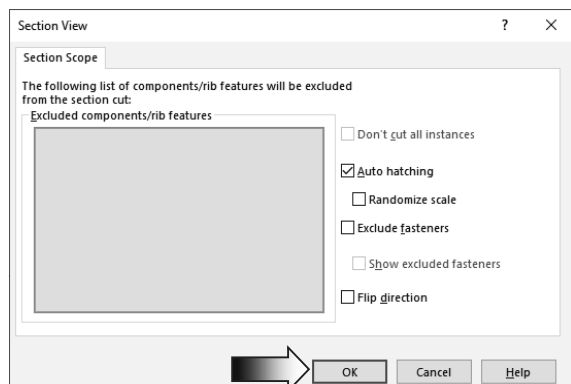 Section View
?
Section Scope
The following list of components/rib features will be excluded
from the section cut:
Excluded components/rib features
Don't cut all instances
Auto hatching
Randomize scale
Exclude fasteners
Show excluded fasteners
Flip direction
OK Cancel Help